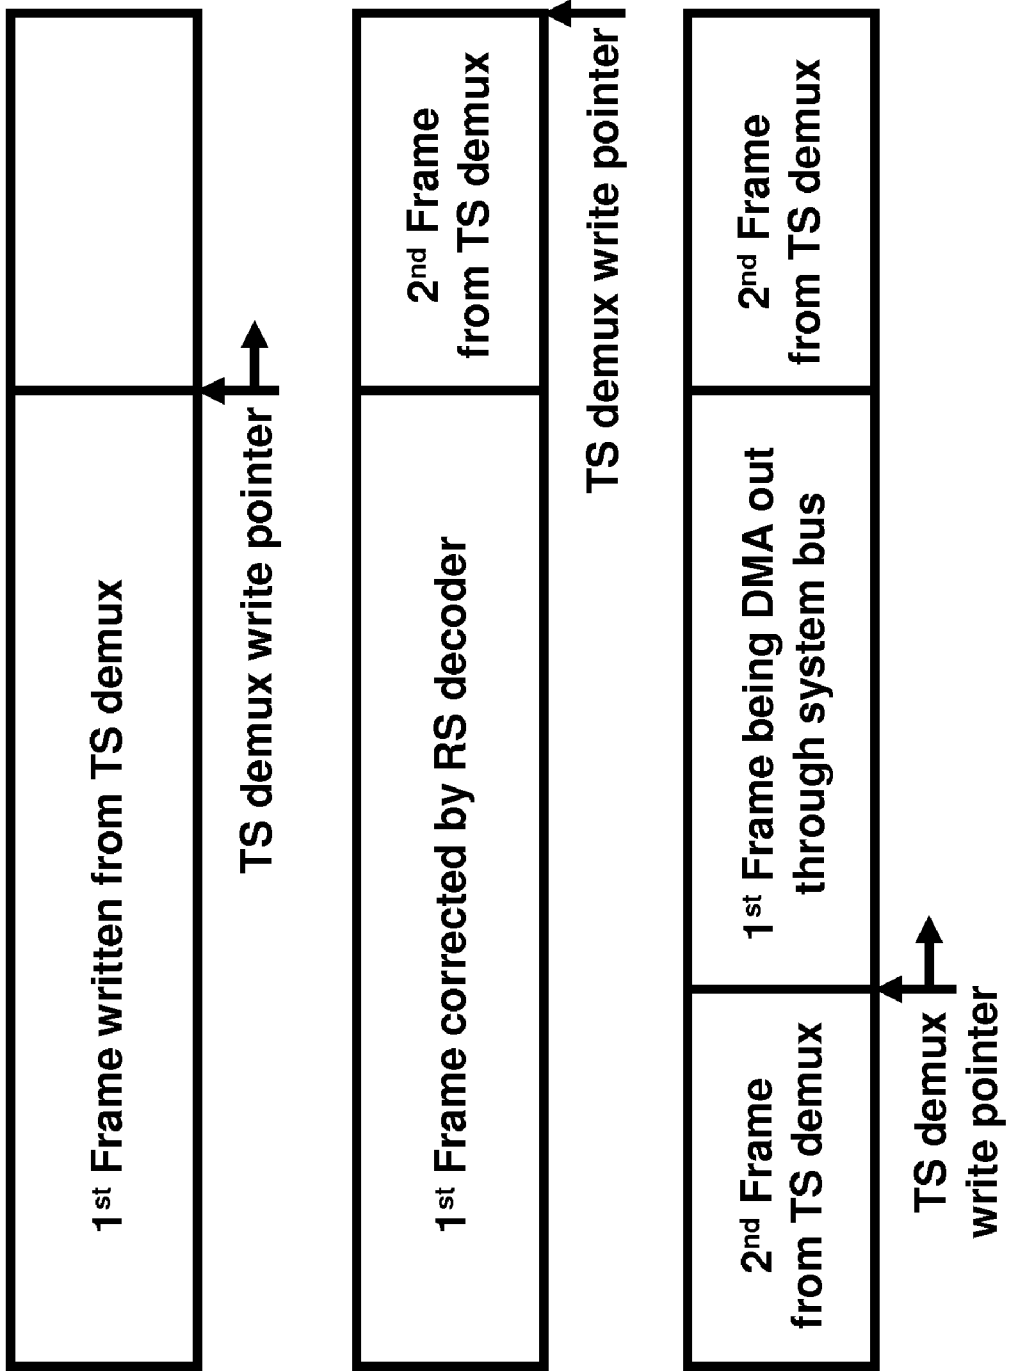 1st Frame written from TS demux
TS demux write pointer
1st Frame corrected by RS decoder
2nd Frame
from TS demux
TS demux write pointer
2nd Frame
from TS demux
1st Frame being DMA out
through system bus
2nd Frame
from TS demux
TS demux
write pointer